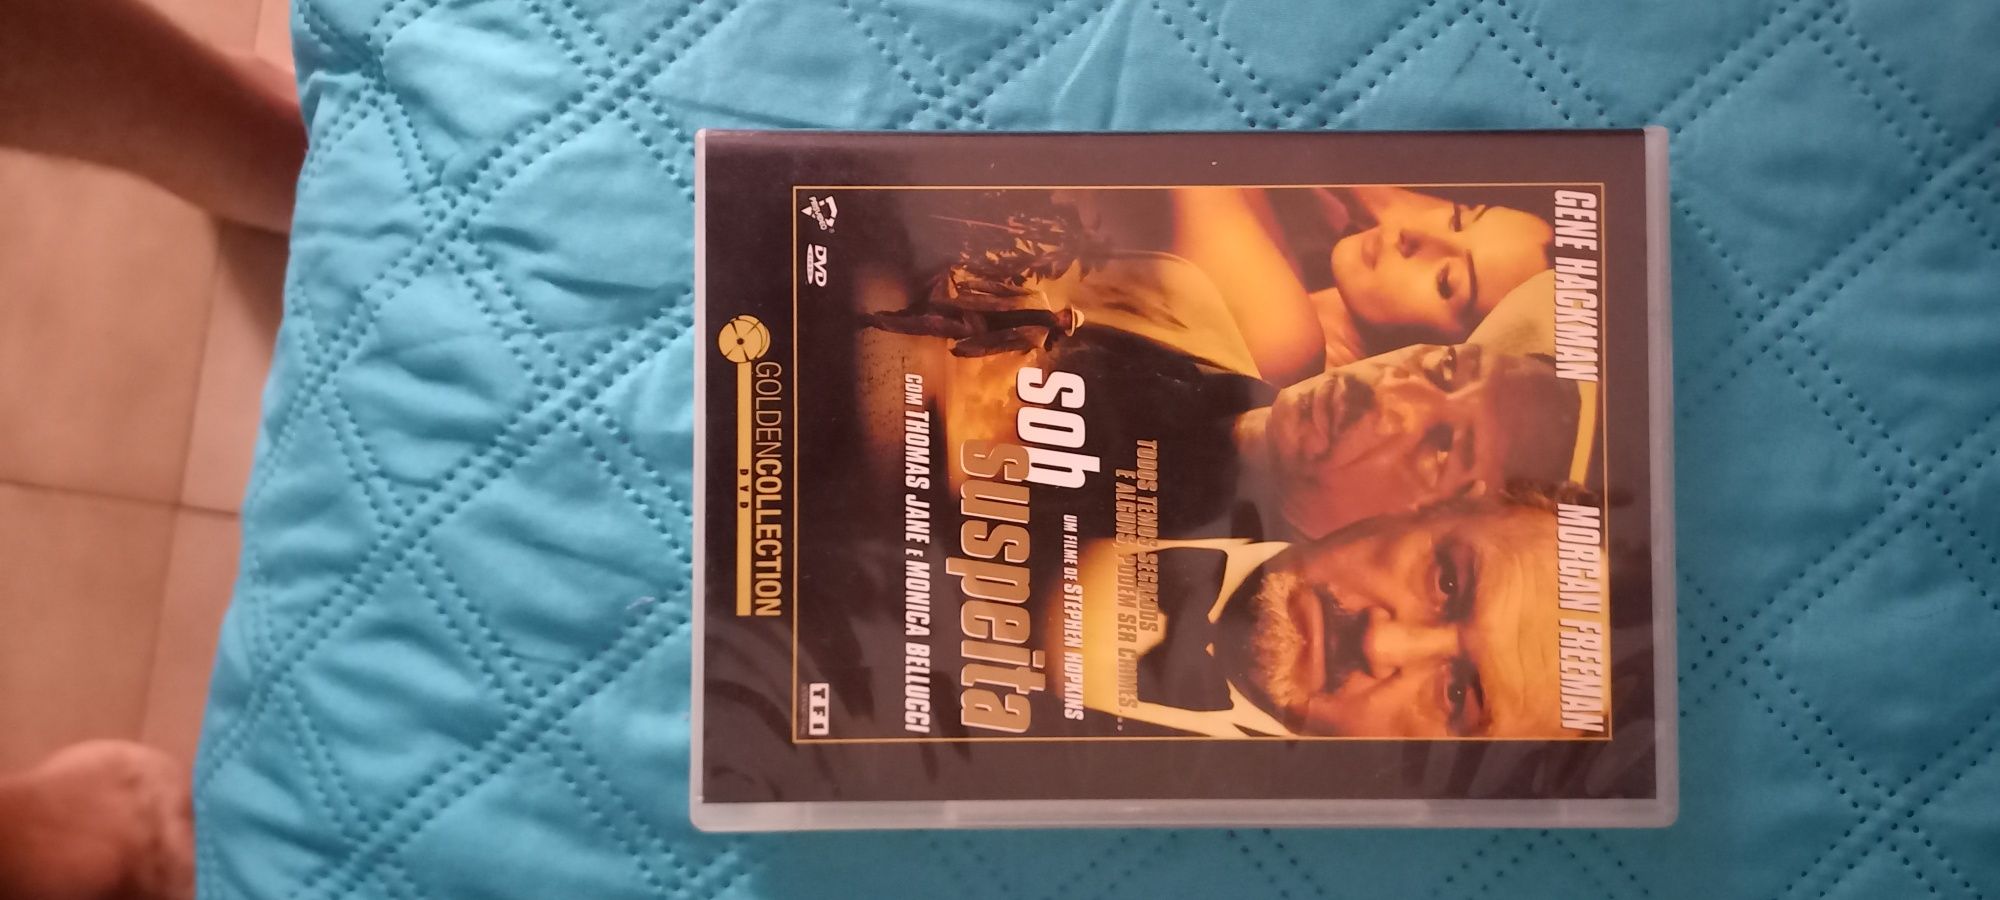 GENE HACKMAN MORGAN FREEMAN
TODOS TEMOS SEGREDOS
E ALGUNS, PODEM SER CRIMES...
UM FILME DE STEPHEN HOPKINS
sob
suspeita
COM THOMAS JANE E MONICA BELLUCCI
DVD
TF1
GOLDENCOLLECTION
DVD